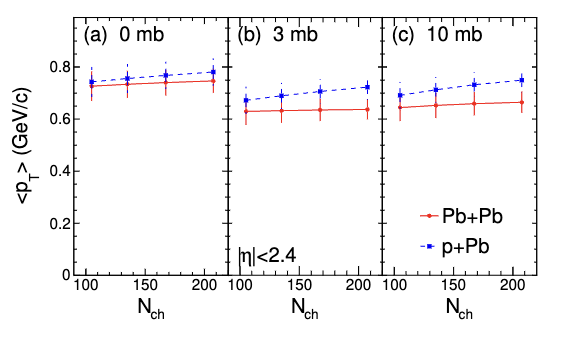 (a) 0 mb
(b) 3 mb
(c) 10 mb
<p_T> (GeV/c)
0.8
0.6
0.4
0.2
0
|η|<2.4
Pb+Pb
p+Pb
100 150 200
100 150 200
100 150 200
N_ch
N_ch
N_ch